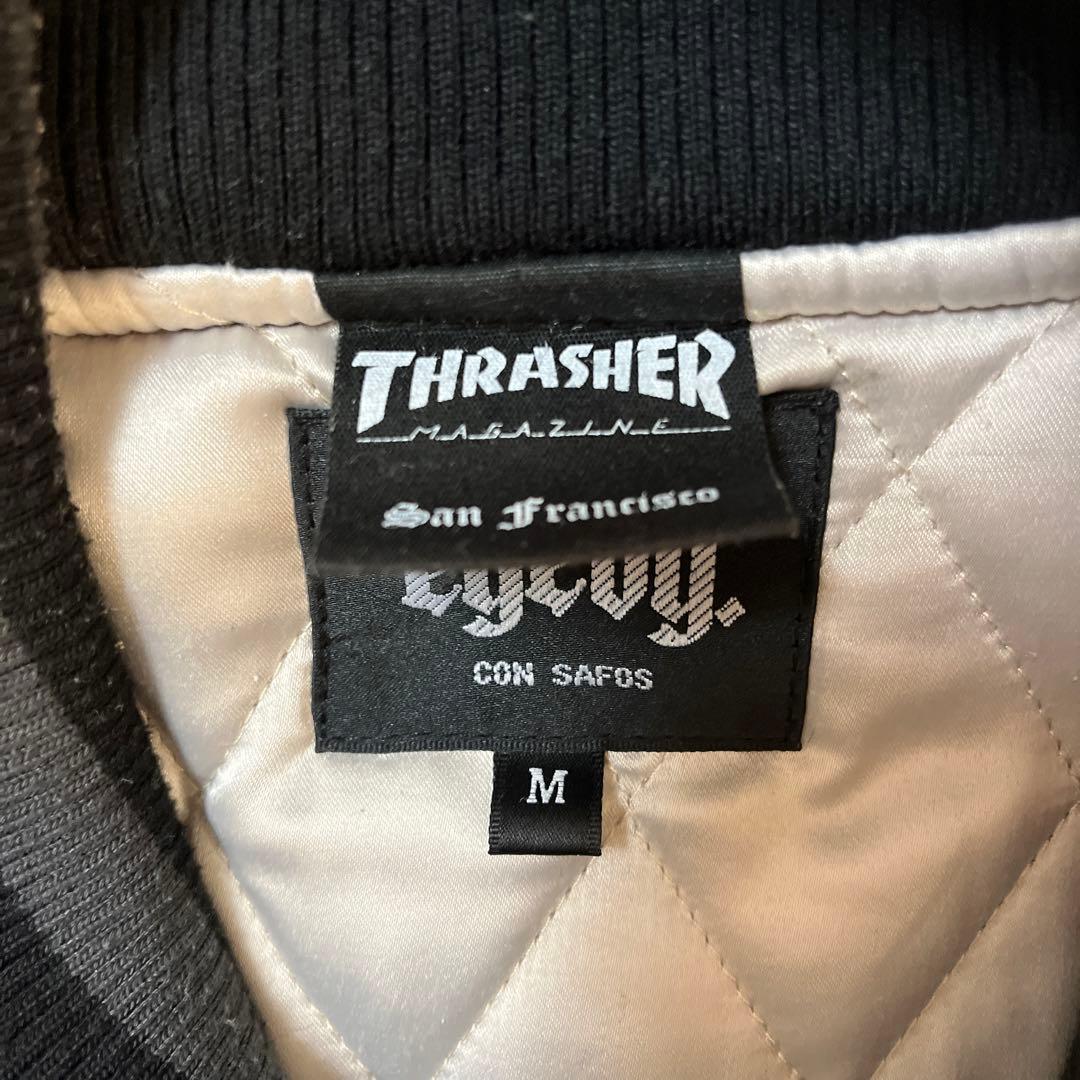 THRASHER
MAGAZINE
San Francisco
CON SAFOS
M